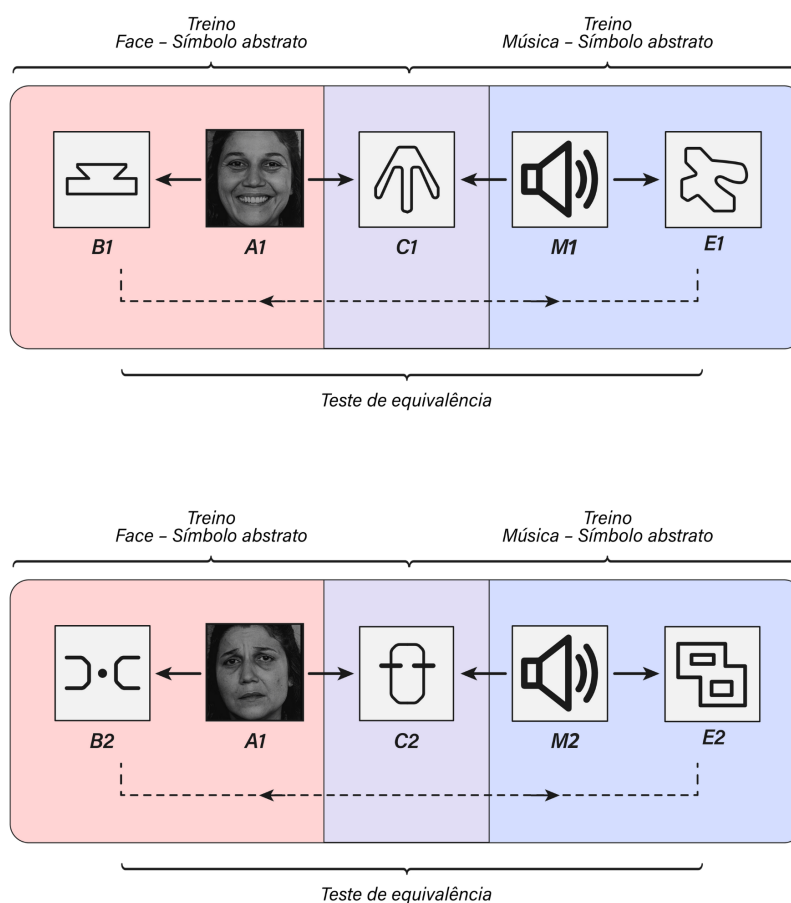 Treino
Face – Símbolo abstrato
Treino
Música – Símbolo abstrato
B1 A1 C1 M1 E1
Teste de equivalência
Treino
Face – Símbolo abstrato
Treino
Música – Símbolo abstrato
B2 A1 C2 M2 E2
Teste de equivalência